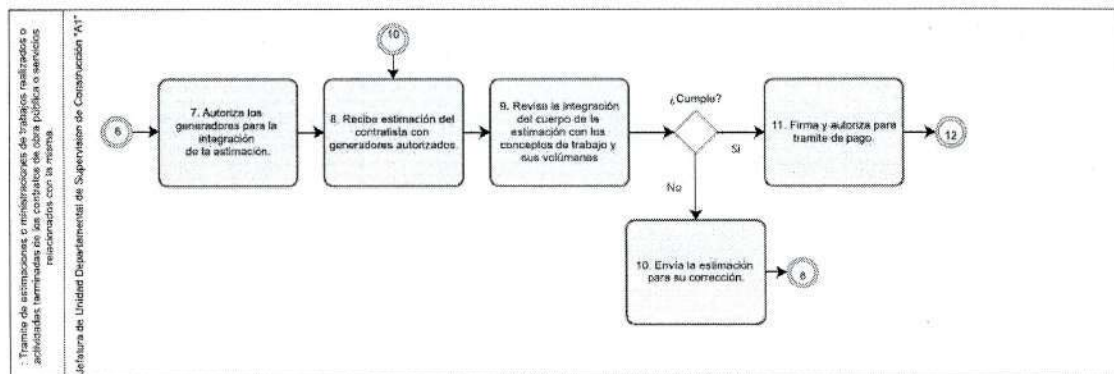 : Tramite de estimaciones o ministraciones de trabajos realizados o
actividades terminadas de los contratos de obra pública o servicios
relacionados con la misma.
Jefatura de Unidad Departamental de Supervisión de Construcción "A1"
6
7. Autoriza los
generadores para la
integración
de la estimación.
10
8. Recibe estimación del
contratista con
generadores autorizados.
9. Revisa la integración
del cuerpo de la
estimación con los
conceptos de trabajo y
sus volúmenes
¿Cumple?
Si
11. Firma y autoriza para
tramite de pago.
12
No
10. Envía la estimación
para su corrección.
8